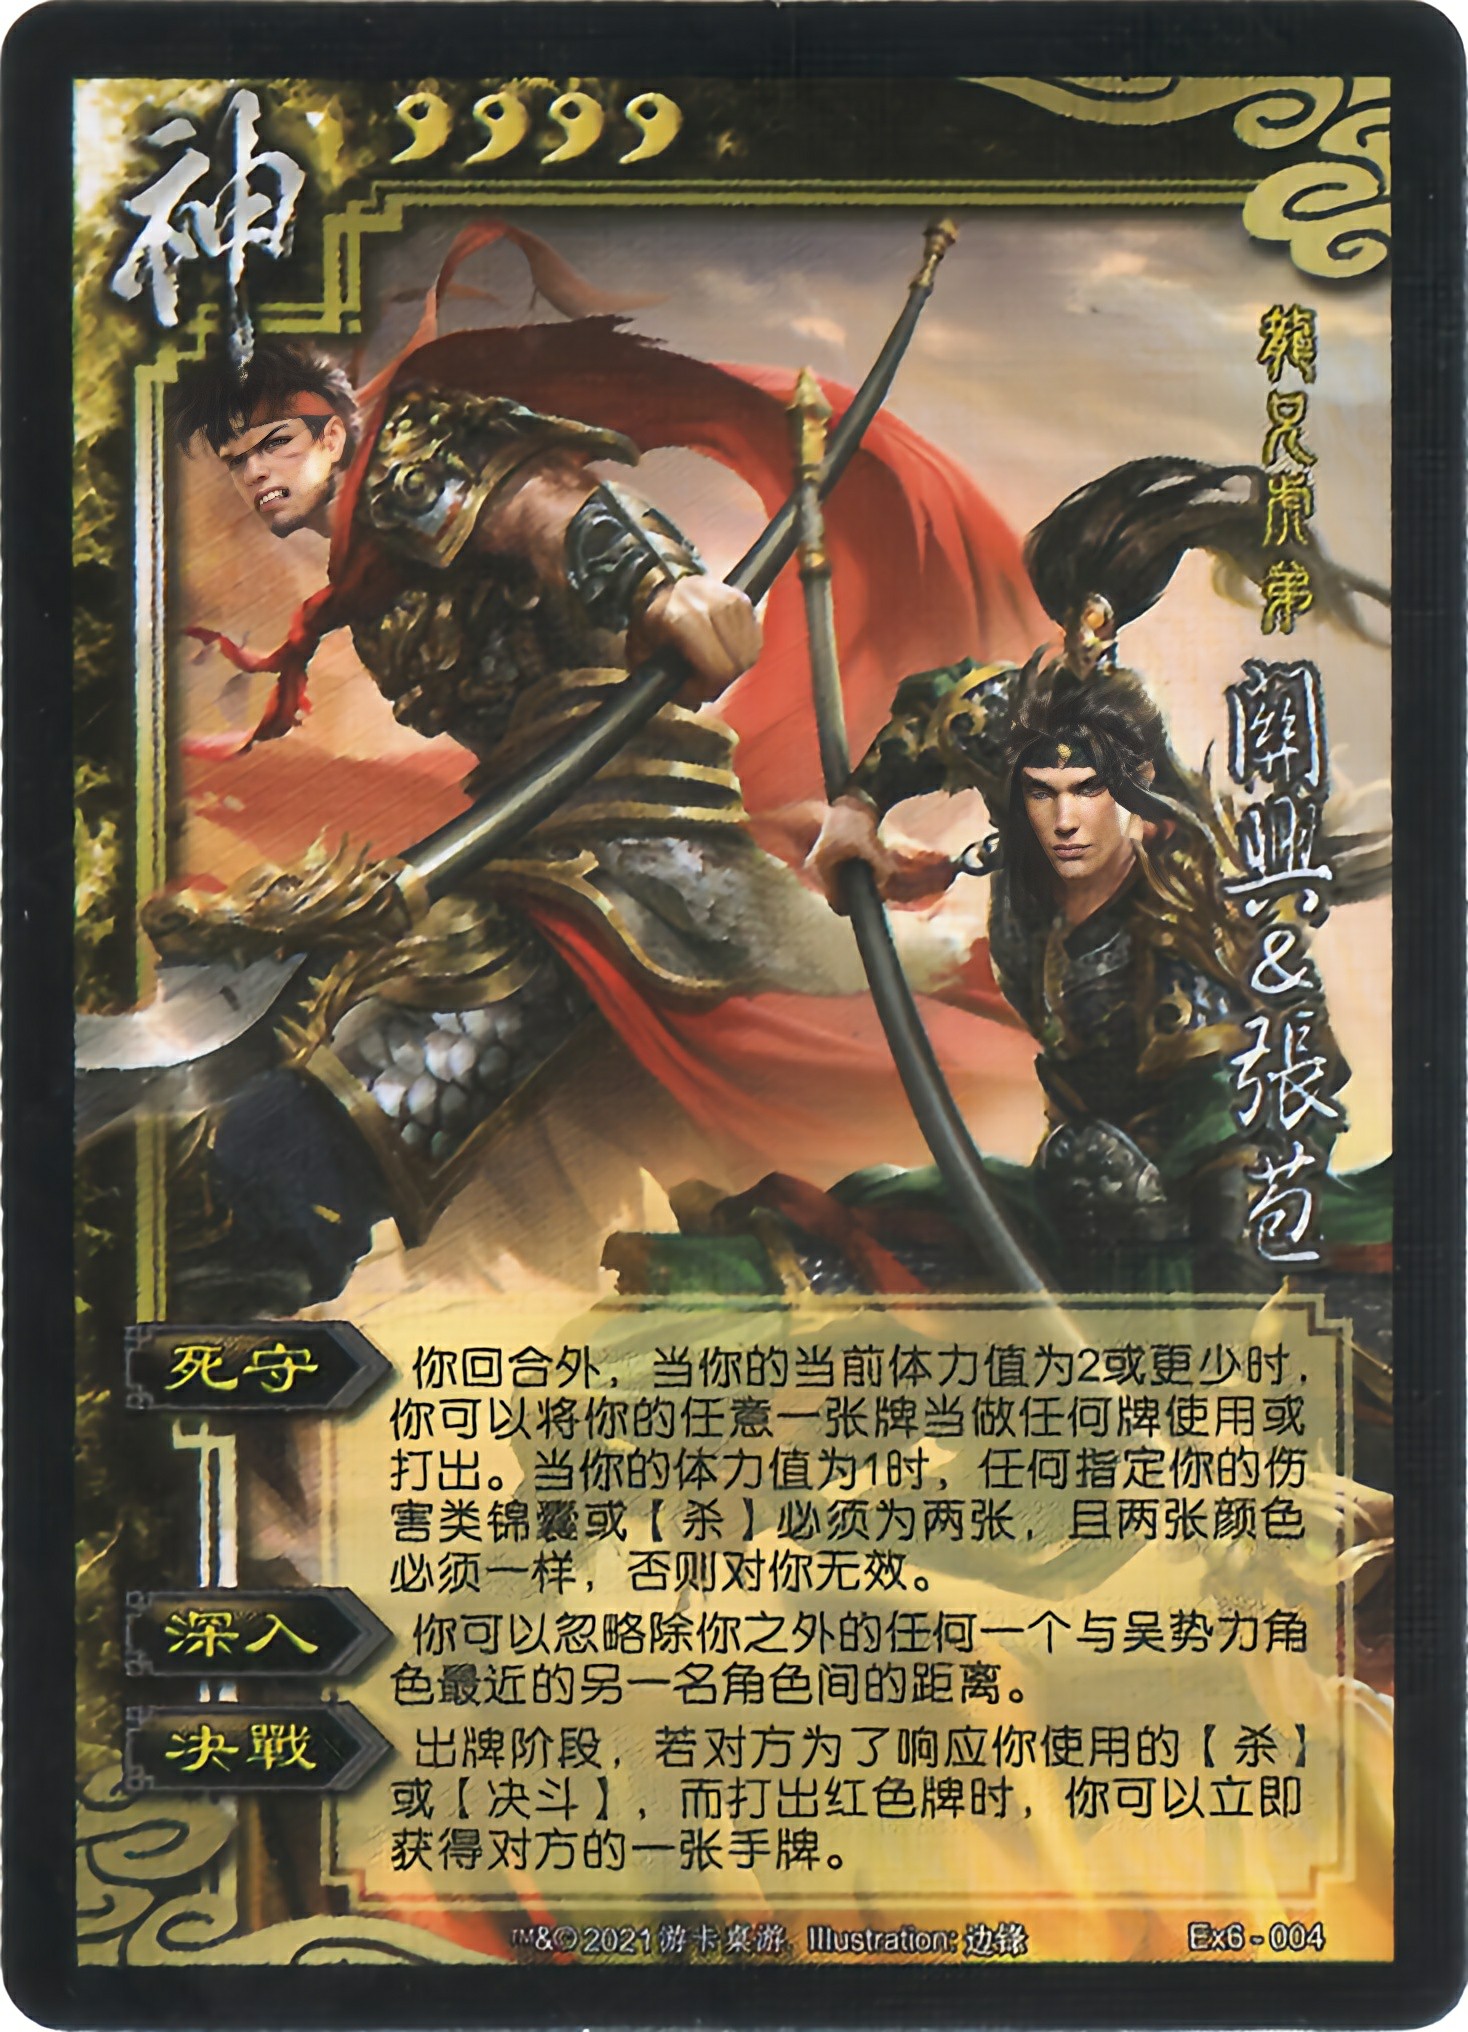 神
龍兄虎弟
關興&張苞
死守
你回合外，当你的当前体力值为2或更少时，
你可以将你的任意一张牌当做任何牌使用或
打出。当你的体力值为1时，任何指定你的伤
害类锦囊或【杀】必须为两张，且两张颜色
必须一样，否则对你无效。
深入
你可以忽略除你之外的任何一个与吴势力角
色最近的另一名角色间的距离。
决戰
出牌阶段，若对方为了响应你使用的【杀】
或【决斗】，而打出红色牌时，你可以立即
获得对方的一张手牌。
™&©2021游卡桌游. Illustration: 边锋
Ex6-004